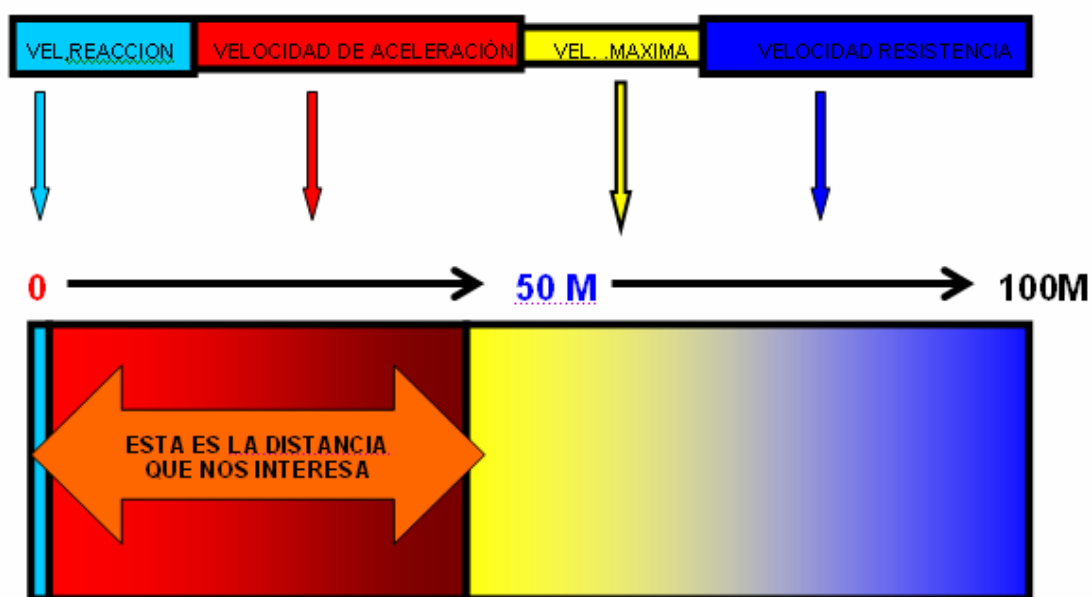 VEL,REACCION
VELOCIDAD DE ACELERACIÓN
VEL. .MAXIMA
VELOCIDAD RESISTENCIA
0
50 M
100M
ESTA ES LA DISTANCIA
QUE NOS INTERESA